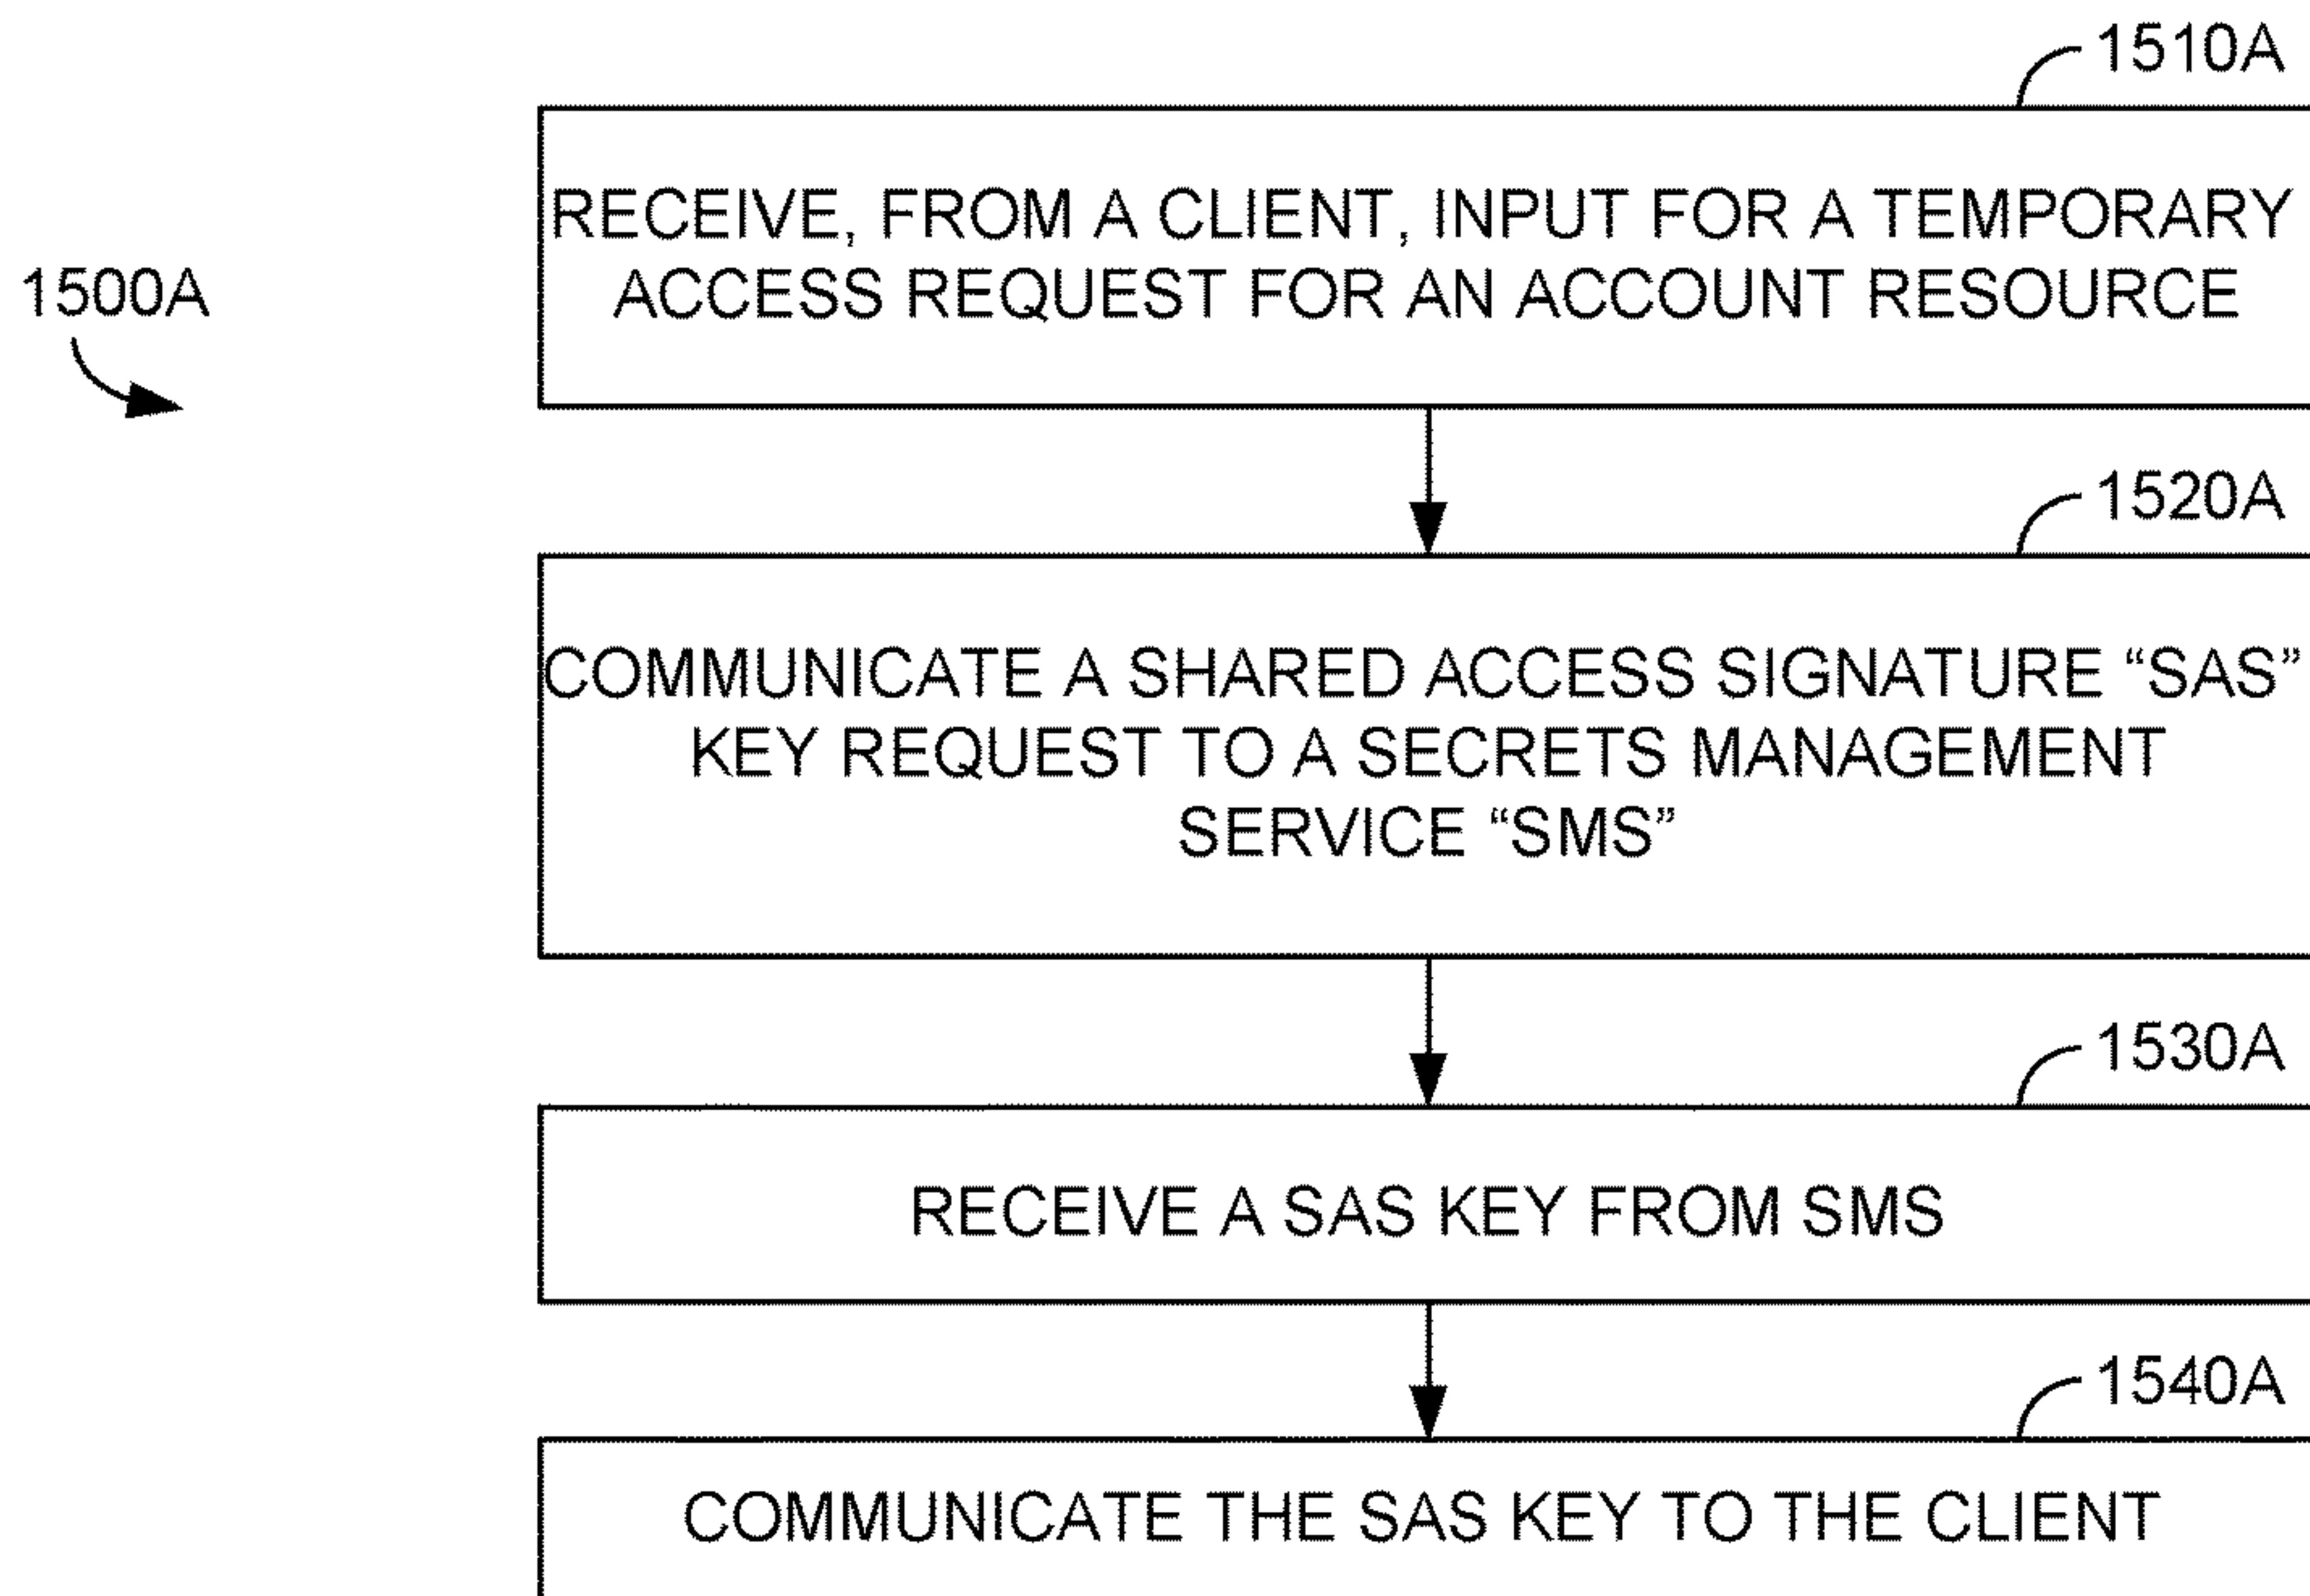 1510A
RECEIVE, FROM A CLIENT, INPUT FOR A TEMPORARY
ACCESS REQUEST FOR AN ACCOUNT RESOURCE
1500A
1520A
COMMUNICATE A SHARED ACCESS SIGNATURE “SAS”
KEY REQUEST TO A SECRETS MANAGEMENT
SERVICE “SMS”
1530A
RECEIVE A SAS KEY FROM SMS
1540A
COMMUNICATE THE SAS KEY TO THE CLIENT